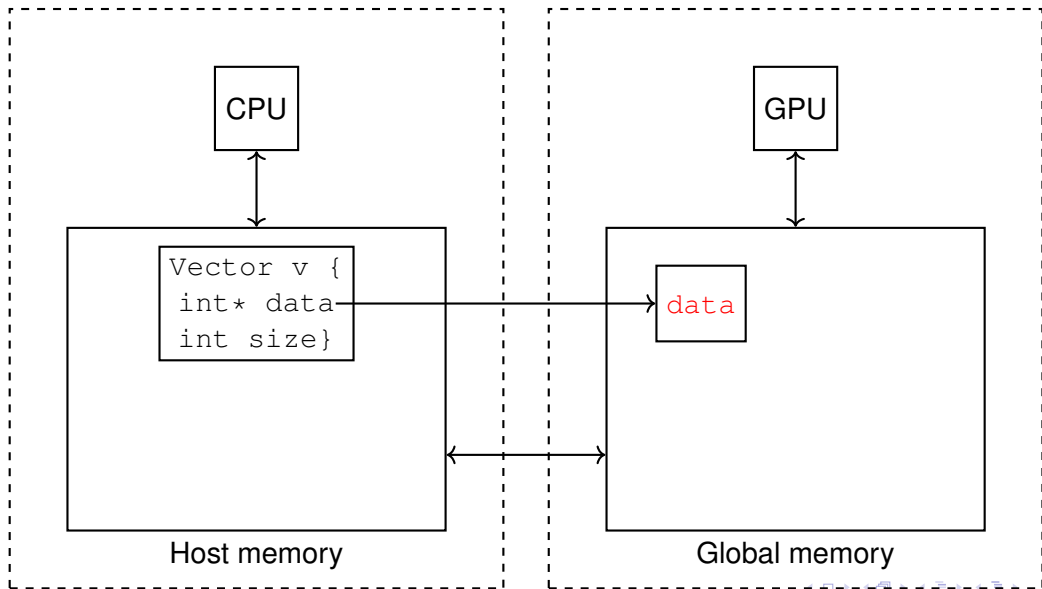 CPU
GPU
Vector v {
int* data
int size}
data
Host memory
Global memory